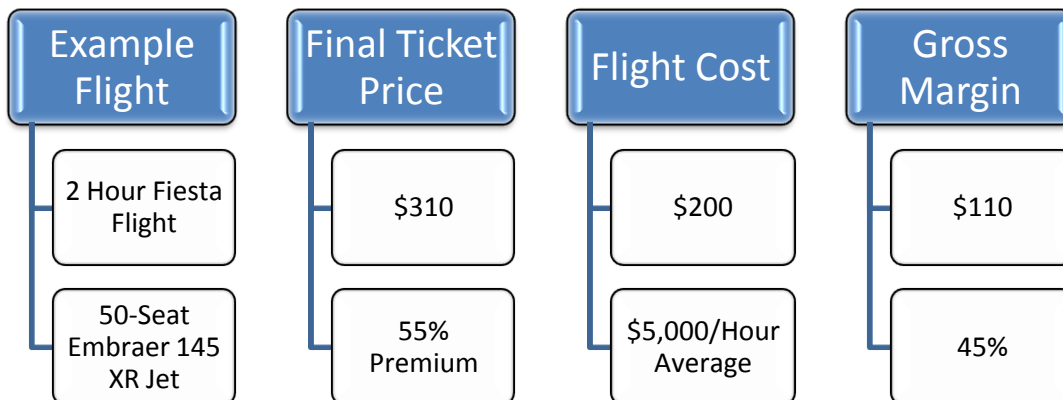 Example
Flight
2 Hour Fiesta
Flight
50-Seat
Embraer 145
XR Jet
Final Ticket
Price
$310
55%
Premium
Flight Cost
$200
$5,000/Hour
Average
Gross
Margin
$110
45%